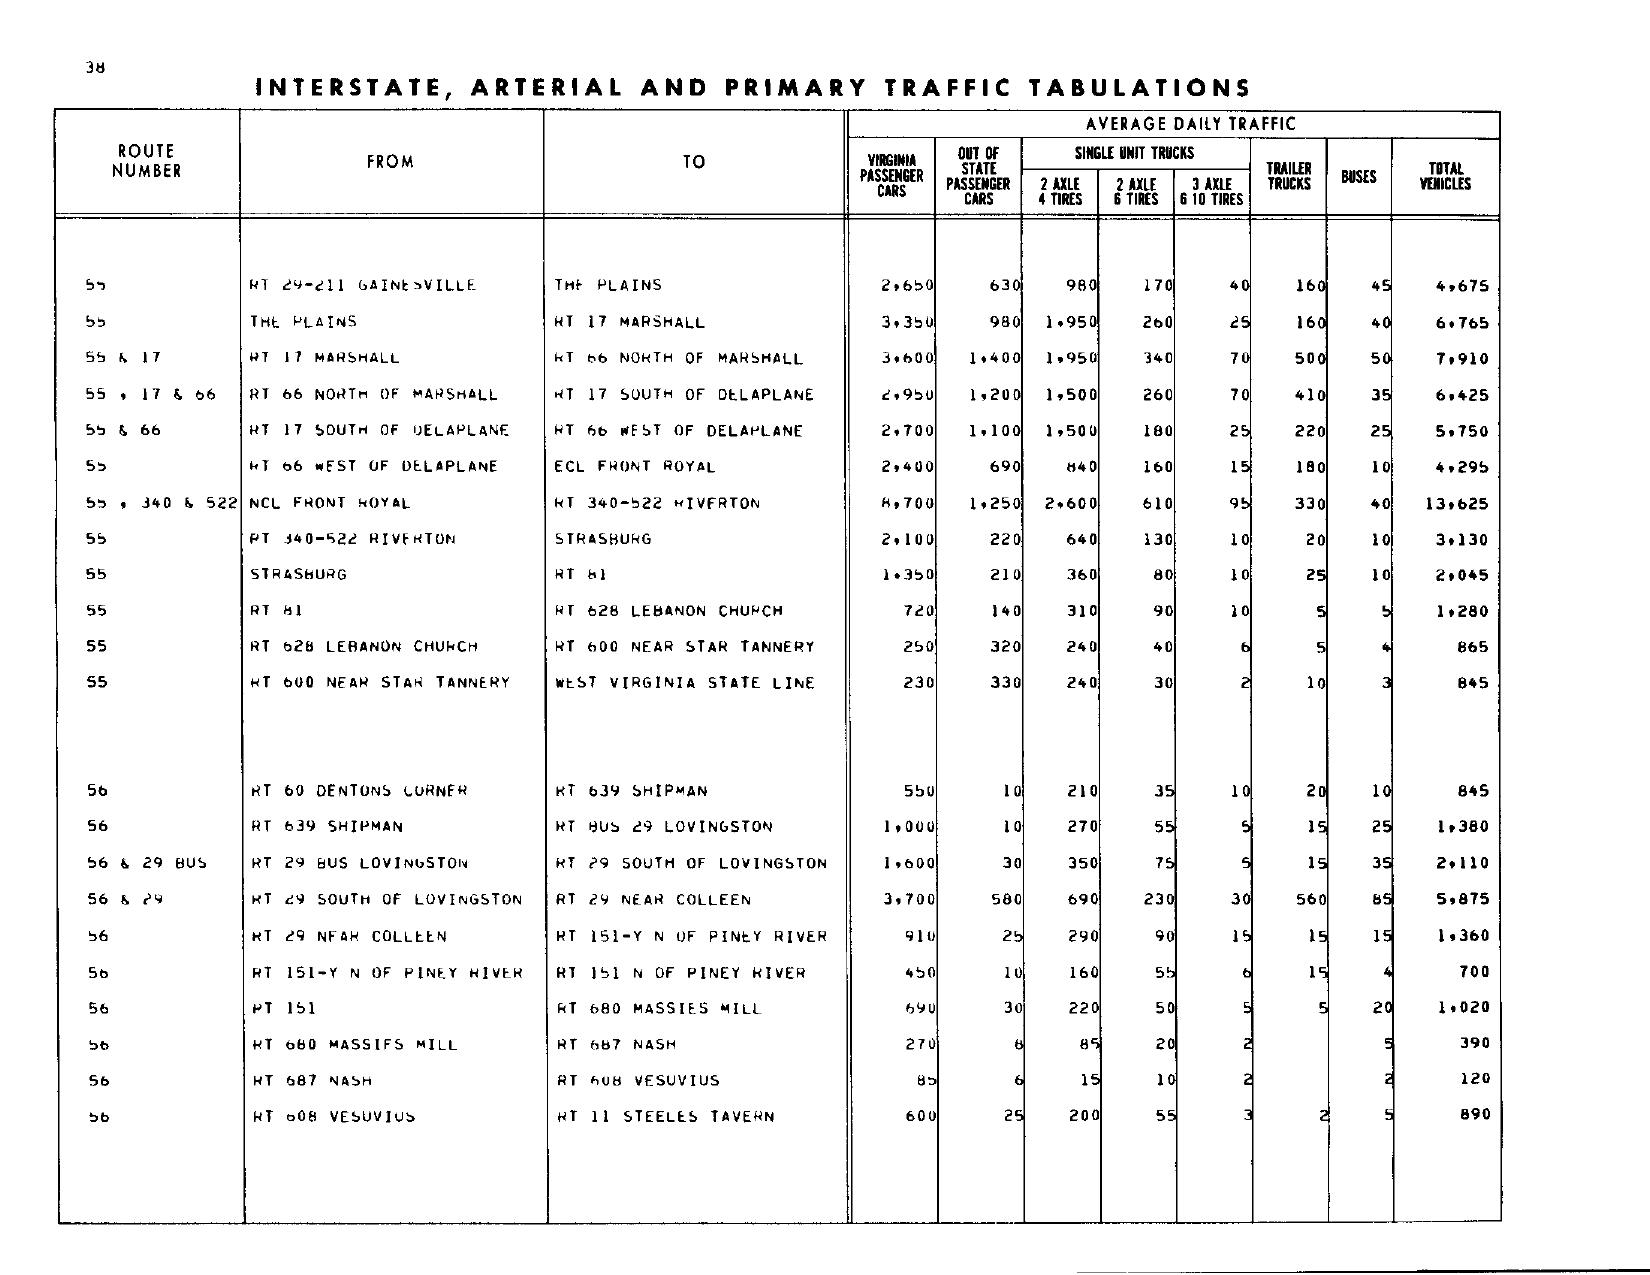 38
INTERSTATE, ARTERIAL AND PRIMARY TRAFFIC TABULATIONS
ROUTE NUMBER FROM TO AVERAGE DAILY TRAFFIC
VIRGINIA PASSENGER CARS OUT OF STATE PASSENGER CARS SINGLE UNIT TRUCKS 2 AXLE 4 TIRES 2 AXLE 6 TIRES 3 AXLE 6 10 TIRES TRAILER TRUCKS BUSES TOTAL VEHICLES
55 RT 29-211 GAINESVILLE THE PLAINS 2,650 630 980 170 40 160 45 4,675
55 THE PLAINS RT 17 MARSHALL 3,350 980 1,950 260 25 160 40 6,765
55 & 17 RT 17 MARSHALL RT 66 NORTH OF MARSHALL 3,600 1,400 1,950 340 70 500 50 7,910
55 , 17 & 66 RT 66 NORTH OF MARSHALL RT 17 SOUTH OF DELAPLANE 2,950 1,200 1,500 260 70 410 35 6,425
55 & 66 RT 17 SOUTH OF DELAPLANE RT 66 WEST OF DELAPLANE 2,700 1,100 1,500 180 25 220 25 5,750
55 RT 66 WEST OF DELAPLANE ECL FRONT ROYAL 2,400 690 840 160 15 180 10 4,295
55 , 340 & 522 NCL FRONT ROYAL RT 340-522 RIVERTON 8,700 1,250 2,600 610 95 330 40 13,625
55 RT 340-522 RIVERTON STRASBURG 2,100 220 640 130 10 20 10 3,130
55 STRASBURG RT 81 1,350 210 360 80 10 25 10 2,045
55 RT 81 RT 628 LEBANON CHURCH 720 140 310 90 10 5 5 1,280
55 RT 628 LEBANON CHURCH RT 600 NEAR STAR TANNERY 250 320 240 40 6 5 4 865
55 RT 600 NEAR STAR TANNERY WEST VIRGINIA STATE LINE 230 330 240 30 2 10 3 845
56 RT 60 DENTONS CORNER RT 639 SHIPMAN 550 10 210 35 10 20 10 845
56 RT 639 SHIPMAN RT BUS 29 LOVINGSTON 1,000 10 270 55 5 15 25 1,380
56 & 29 BUS RT 29 BUS LOVINGSTON RT 29 SOUTH OF LOVINGSTON 1,600 30 350 75 5 15 35 2,110
56 & 29 RT 29 SOUTH OF LOVINGSTON RT 29 NEAR COLLEEN 3,700 580 690 230 30 560 85 5,875
56 RT 29 NEAR COLLEEN RT 151-Y N OF PINEY RIVER 910 25 290 90 15 15 15 1,360
56 RT 151-Y N OF PINEY RIVER RT 151 N OF PINEY RIVER 450 10 160 55 6 15 4 700
56 RT 151 RT 680 MASSIES MILL 690 30 220 50 5 5 20 1,020
56 RT 680 MASSIES MILL RT 687 NASH 270 8 85 20 2 5 390
56 RT 687 NASH RT 608 VESUVIUS 85 6 15 10 2 2 120
56 RT 608 VESUVIUS RT 11 STEELES TAVERN 600 25 200 55 3 2 5 890